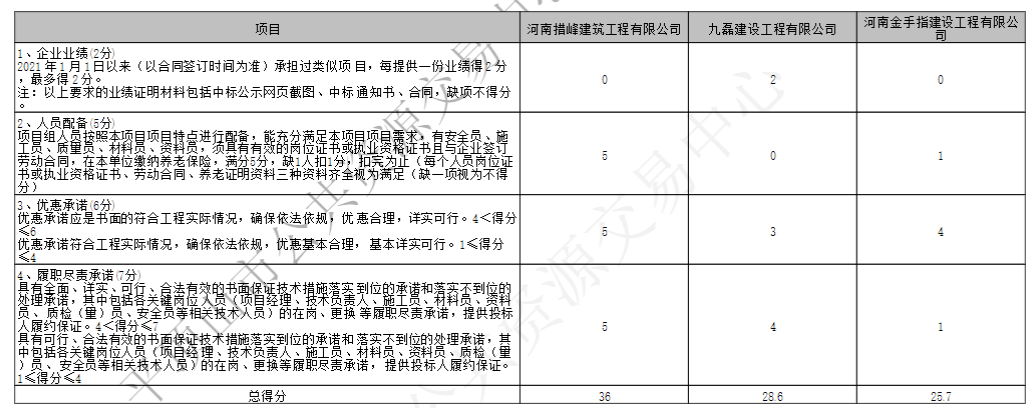 项目 河南措峰建筑工程有限公司 九磊建设工程有限公司 河南金手指建设工程有限公
司
1、企业业绩(2分)
2021年1月1日以来（以合同签订时间为准）承担过类似项目，每提供一份业绩得2分
，最多得2分。
注：以上要求的业绩证明材料包括中标公示网页截图、中标通知书、合同，缺项不得分
。
0 2 0
2、人员配备(5分)
项目组人员按照本项目项目特点进行配备，能充分满足本项目项目需求，有安全员、施
工员、质量员、材料员、资料员，须具有有效的岗位证书或执业资格证书且与企业签订
劳动合同，在本单位缴纳养老保险，满分5分，缺1人扣1分，扣完为止（每个人员岗位证
书或执业资格证书、劳动合同、养老证明资料三种资料齐全视为满足（缺一项视为不得
分）
5 0 1
3、优惠承诺(6分)
优惠承诺应是书面的符合工程实际情况，确保依法依规，优惠合理，详实可行。4＜得分
≤6
优惠承诺符合工程实际情况，确保依法依规，优惠基本合理，基本详实可行。1≤得分
≤4
5 3 4
4、履职尽责承诺(7分)
具有全面、详实、可行、合法有效的书面保证技术措施落实到位的承诺和落实不到位的
处理承诺，其中包括各关键岗位人员（项目经理、技术负责人、施工员、材料员、资料
员、质检（量）员、安全员等相关技术人员）的在岗、更换等履职尽责承诺，提供投标
人履约保证。4＜得分≤7
具有可行、合法有效的书面保证技术措施落实到位的承诺和落实不到位的处理承诺，其
中包括各关键岗位人员（项目经理、技术负责人、施工员、材料员、资料员、质检（量
）员、安全员等相关技术人员）的在岗、更换等履职尽责承诺，提供投标人履约保证。
1≤得分≤4
5 4 1
总得分 36 28.6 25.7
平顶山市公共资源交易中心
公共资源交易中心